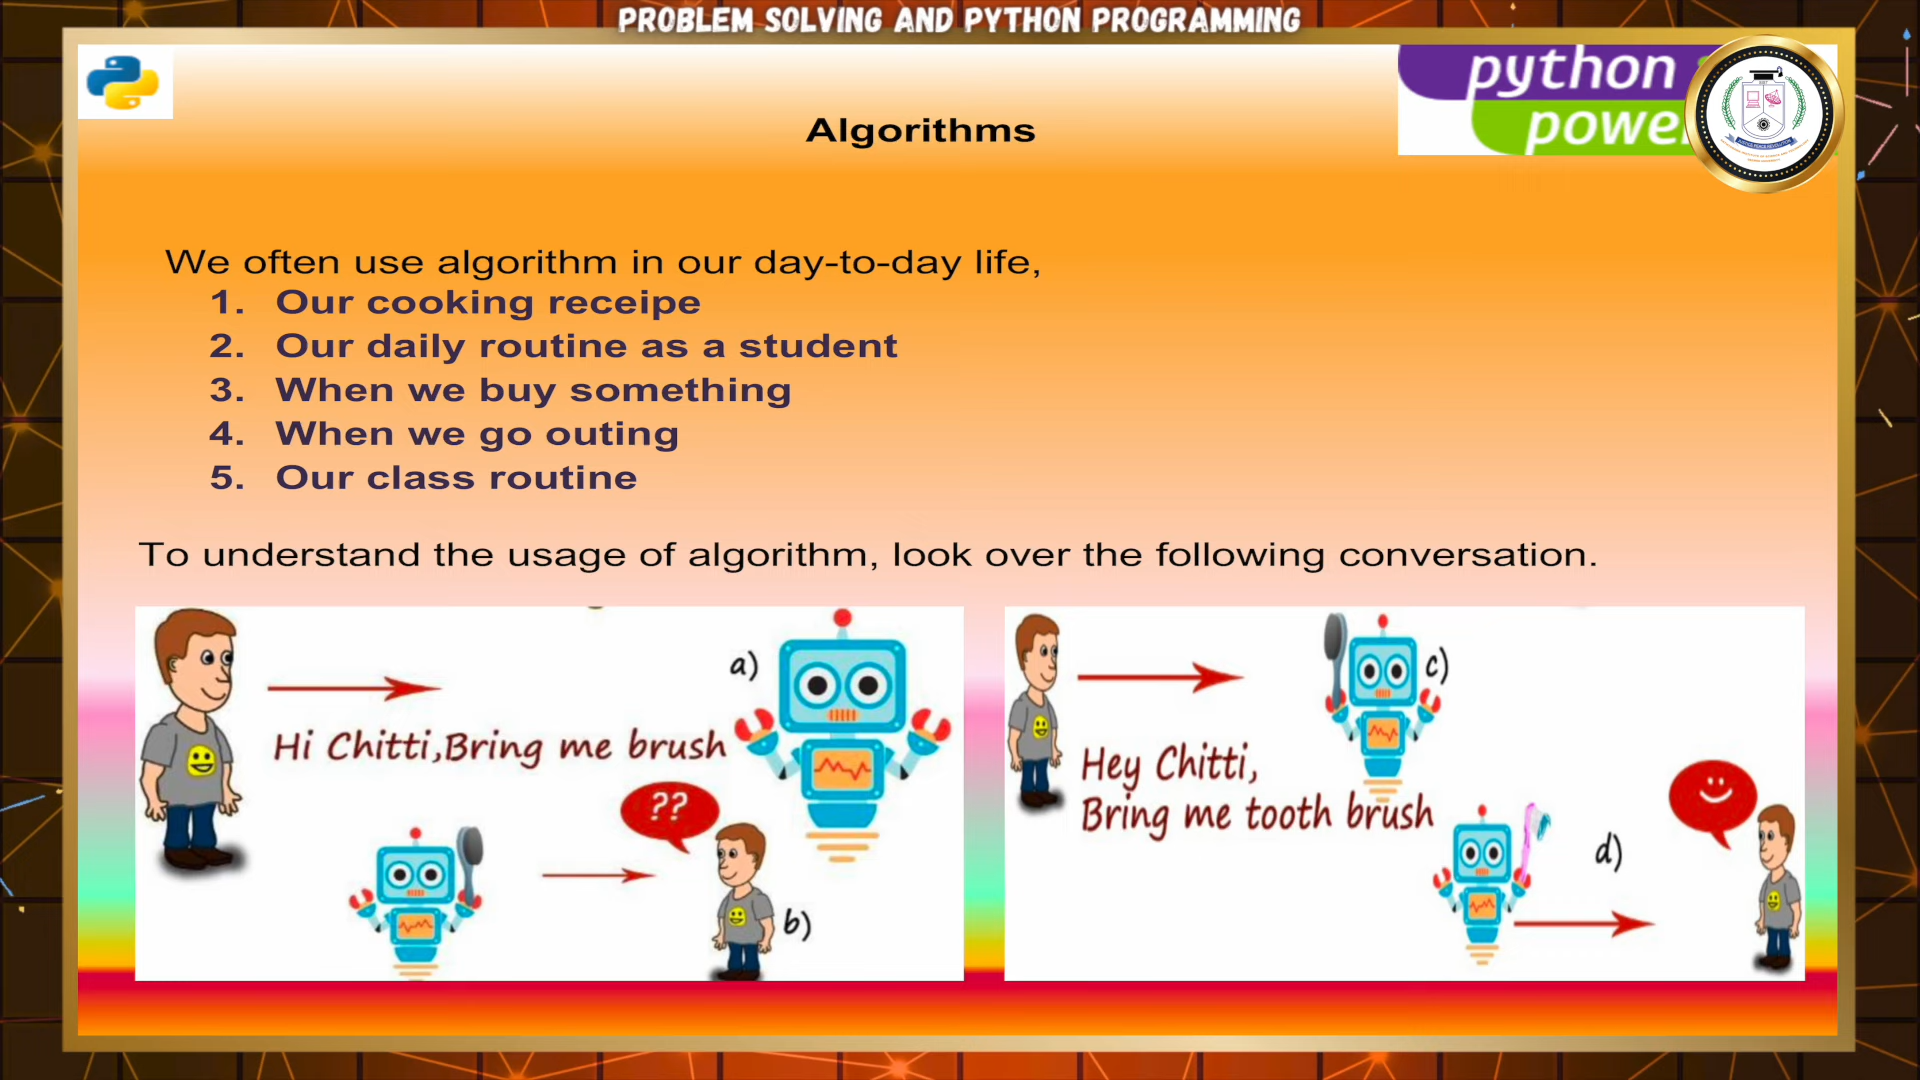 PROBLEM SOLVING AND PYTHON PROGRAMMING
python
power
Algorithms
We often use algorithm in our day-to-day life,
1. Our cooking receipe
2. Our daily routine as a student
3. When we buy something
4. When we go outing
5. Our class routine
To understand the usage of algorithm, look over the following conversation.
a)
Hi Chitti,Bring me brush
??
b)
c)
Hey Chitti,
Bring me tooth brush
d)